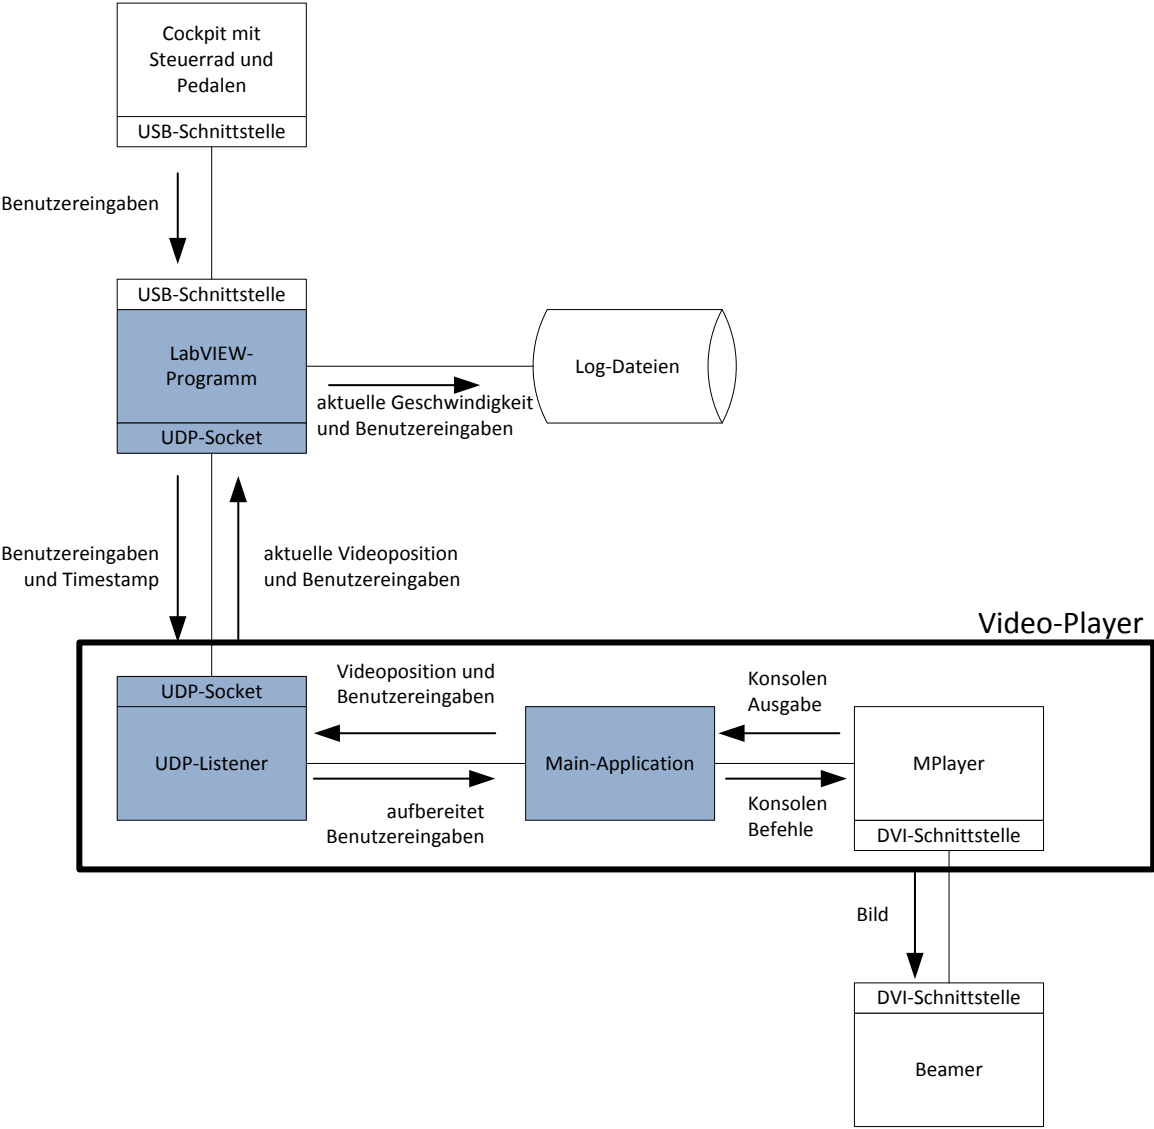 Cockpit mit
Steuerrad und
Pedalen
USB-Schnittstelle
Benutzereingaben
USB-Schnittstelle
LabVIEW-
Programm
UDP-Socket
Log-Dateien
aktuelle Geschwindigkeit
und Benutzereingaben
Benutzereingaben
und Timestamp
aktuelle Videoposition
und Benutzereingaben
Video-Player
UDP-Socket
UDP-Listener
Videoposition und
Benutzereingaben
aufbereitet
Benutzereingaben
Main-Application
Konsolen
Ausgabe
Konsolen
Befehle
MPlayer
DVI-Schnittstelle
Bild
DVI-Schnittstelle
Beamer